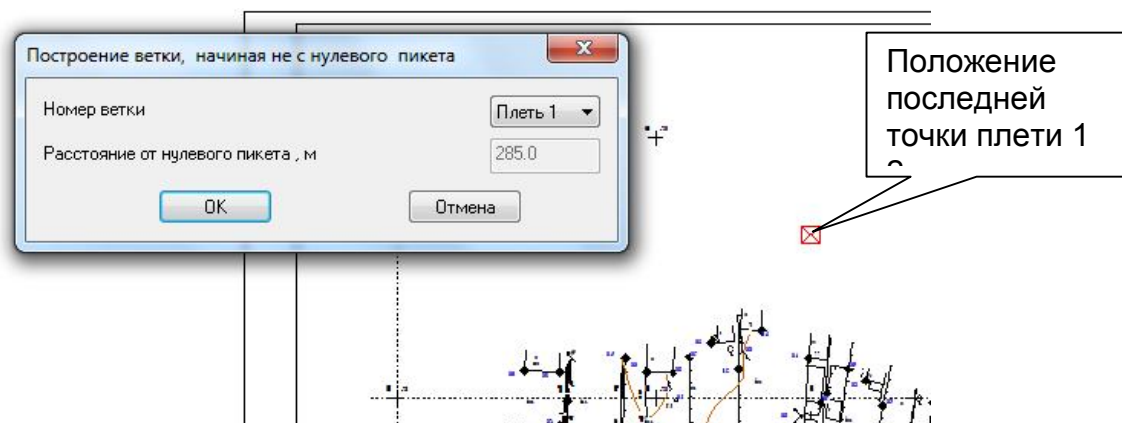 Построение ветки, начиная не с нулевого пикета
Номер ветки
Плеть 1
Расстояние от нулевого пикета , м
285.0
OK
Отмена
Положение
последней
точки плети 1